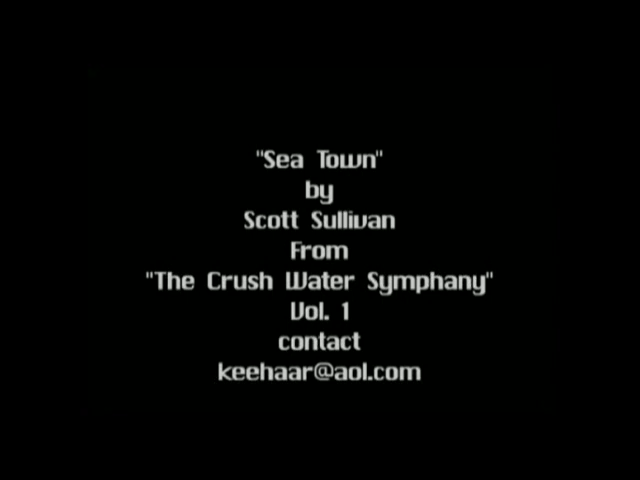 "Sea Town"
by
Scott Sullivan
From
"The Crush Water Symphany"
Vol. 1
contact
keehaar@aol.com